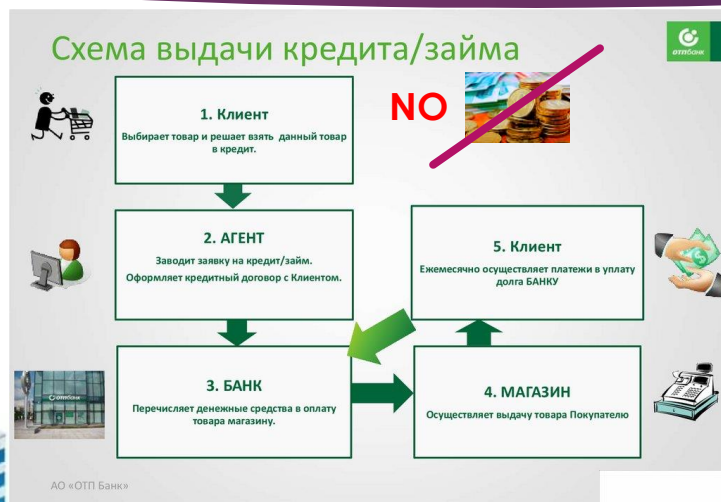 Схема выдачи кредита/займа
отпбанк
NO
1. Клиент
Выбирает товар и решает взять данный товар
в кредит.
2. АГЕНТ
Заводит заявку на кредит/займ.
Оформляет кредитный договор с Клиентом.
3. БАНК
Перечисляет денежные средства в оплату
товара магазину.
4. МАГАЗИН
Осуществляет выдачу товара Покупателю
5. Клиент
Ежемесячно осуществляет платежи в уплату
долга БАНКУ
отпбанк
АО «ОТП Банк»